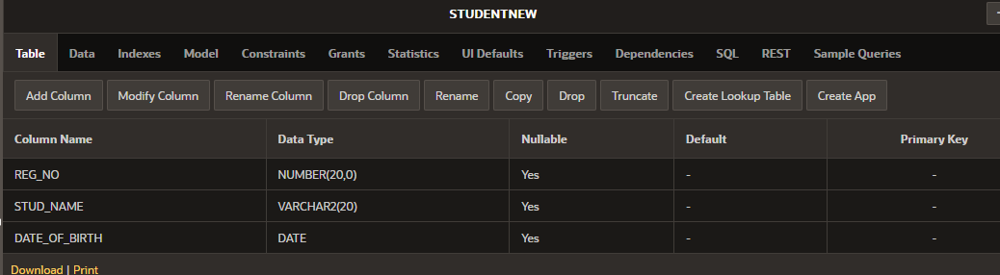 STUDENTNEW
Table Data Indexes Model Constraints Grants Statistics UI Defaults Triggers Dependencies SQL REST Sample Queries
Add Column Modify Column Rename Column Drop Column Rename Copy Drop Truncate Create Lookup Table Create App
Column Name Data Type Nullable Default Primary Key
REG_NO NUMBER(20,0) Yes - -
STUD_NAME VARCHAR2(20) Yes - -
DATE_OF_BIRTH DATE Yes - -
Download | Print